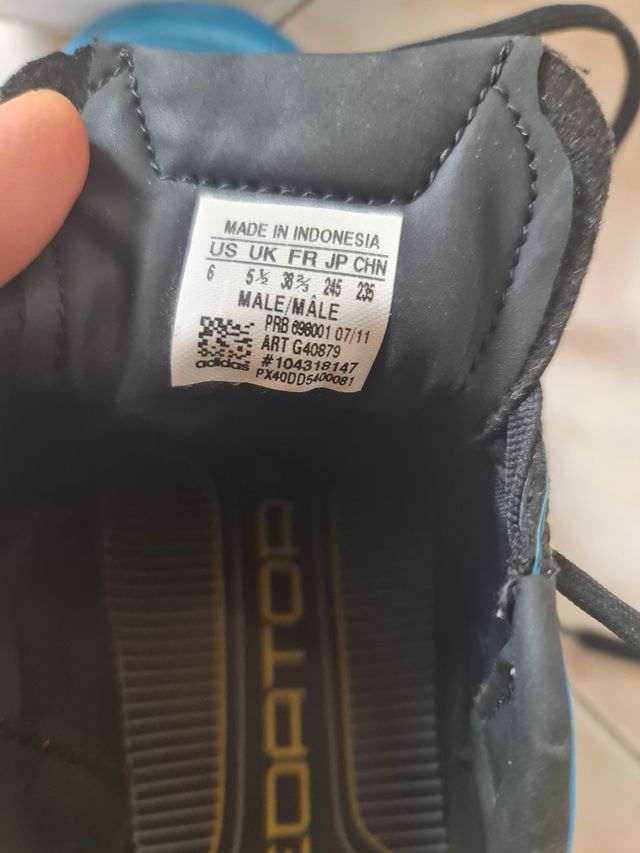 MADE IN INDONESIA
US UK FR JP CHN
6 5½ 38⅔ 245 235
MALE/MÂLE
PRB 698001 07/11
ART G40879
#104318147
adidas PX40DD5400081
EDATOR